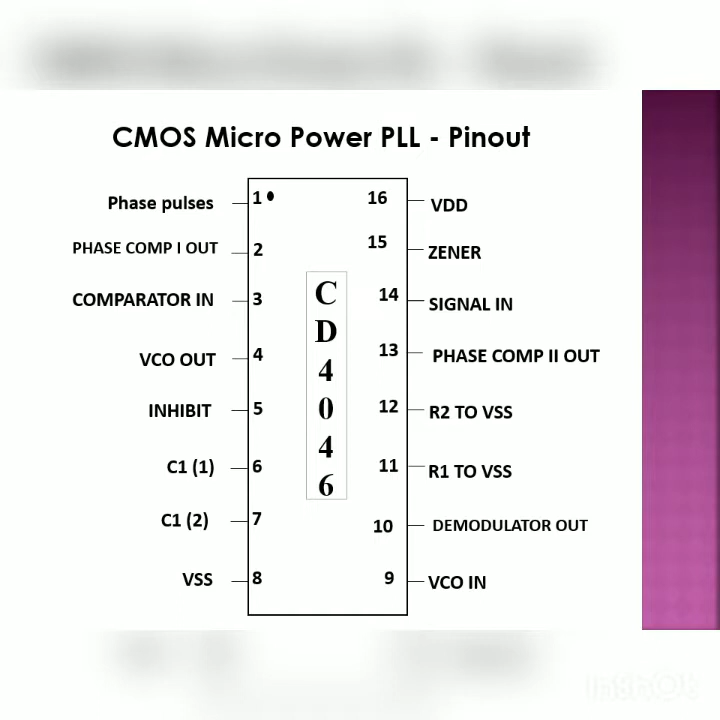 CMOS Micro Power PLL - Pinout
Phase pulses 1 16 VDD
PHASE COMP I OUT 2 15 ZENER
COMPARATOR IN 3 14 SIGNAL IN
VCO OUT 4 13 PHASE COMP II OUT
INHIBIT 5 12 R2 TO VSS
C1 (1) 6 11 R1 TO VSS
C1 (2) 7 10 DEMODULATOR OUT
VSS 8 9 VCO IN
C
D
4
0
4
6